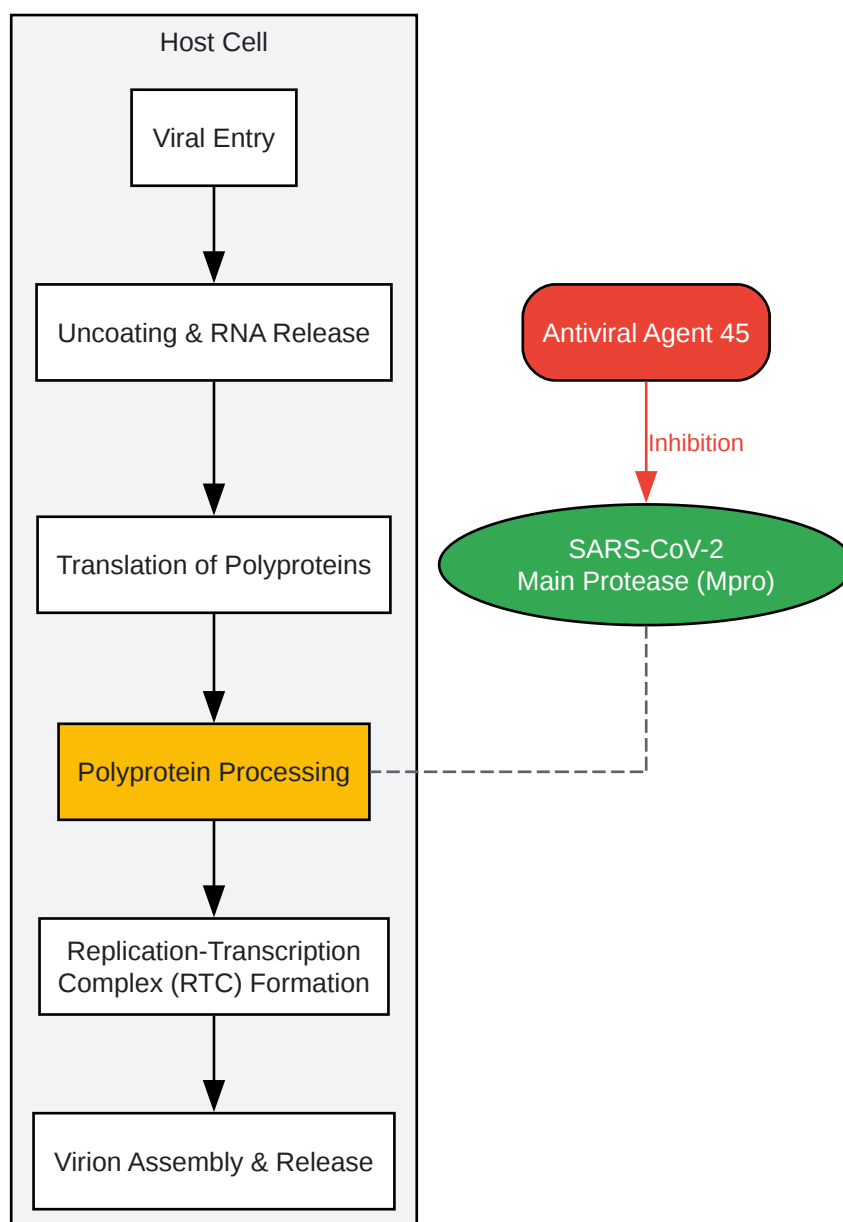 Host Cell
Viral Entry
Uncoating & RNA Release
Antiviral Agent 45
Inhibition
SARS-CoV-2
Main Protease (Mpro)
Translation of Polyproteins
Polyprotein Processing
Replication-Transcription
Complex (RTC) Formation
Virion Assembly & Release